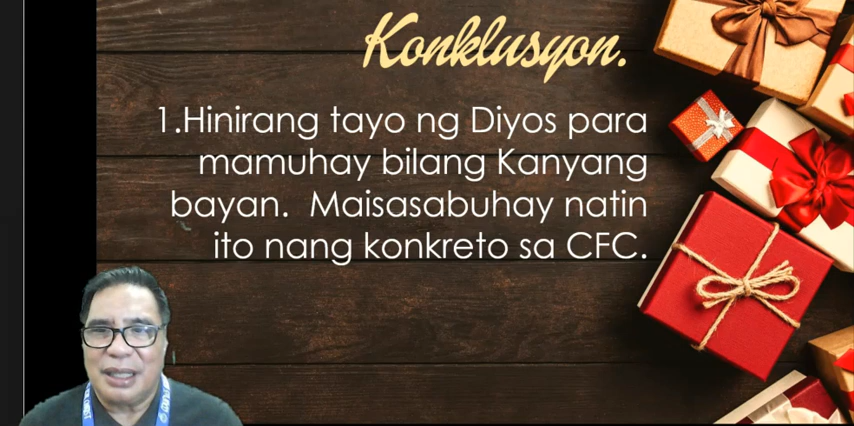 Konklusyon.
1.Hinirang tayo ng Diyos para
mamuhay bilang Kanyang
bayan.  Maisasabuhay natin
ito nang konkreto sa CFC.